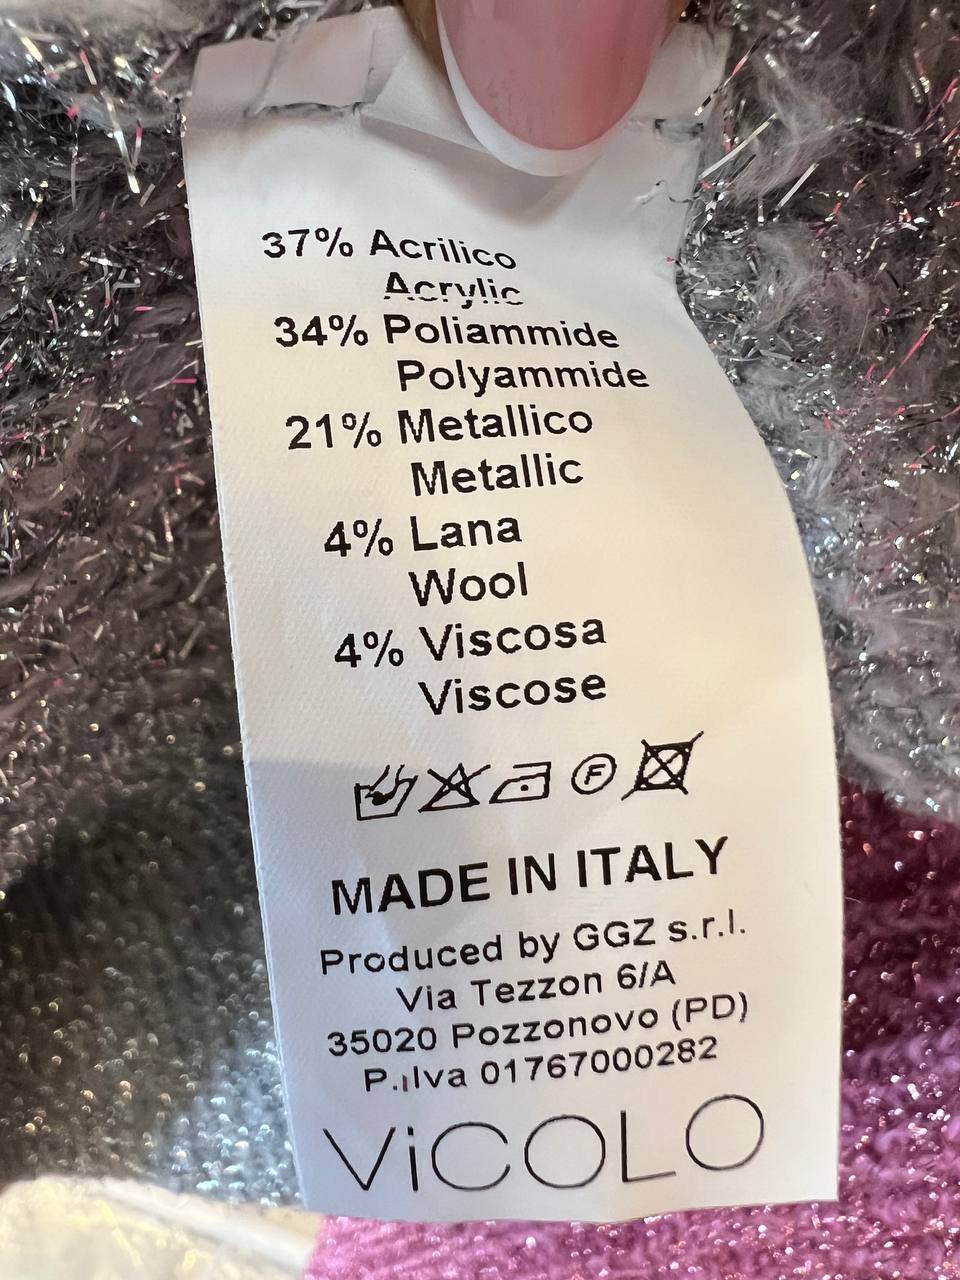 37% Acrilico
Acrylic
34% Poliammide
Polyammide
21% Metallico
Metallic
4% Lana
Wool
4% Viscosa
Viscose
F
MADE IN ITALY
Produced by GGZ s.r.l.
Via Tezzon 6/A
35020 Pozzonovo (PD)
P.iIva 01767000282
ViCOLO